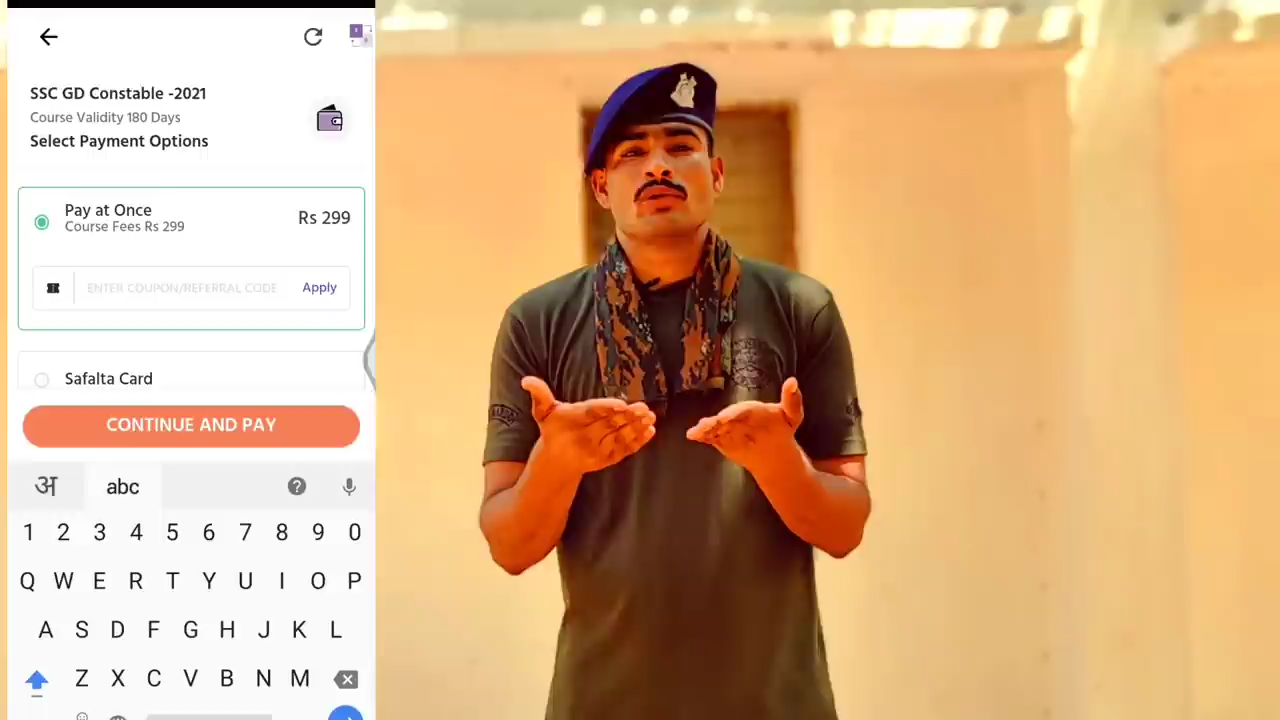 SSC GD Constable -2021
Course Validity 180 Days
Select Payment Options
Pay at Once
Rs 299
Course Fees Rs 299
ENTER COUPON/REFERRAL CODE
Apply
Safalta Card
CONTINUE AND PAY
अ abc
1 2 3 4 5 6 7 8 9 0
Q W E R T Y U I O P
A S D F G H J K L
Z X C V B N M